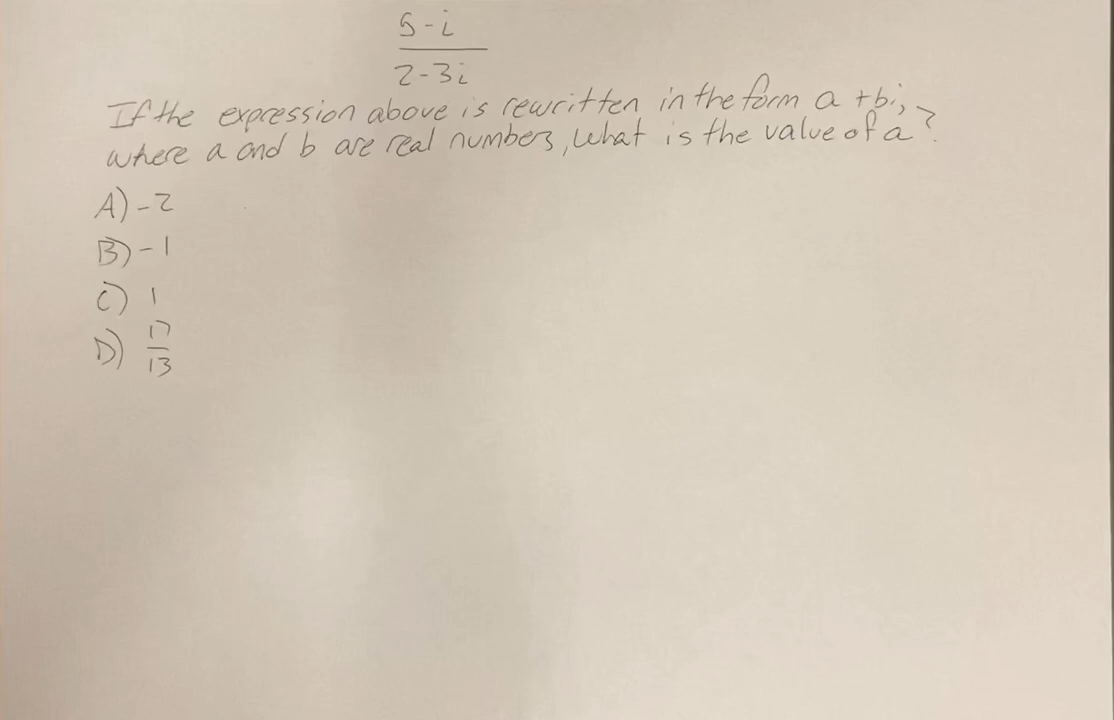 5-i
2-3i
If the expression above is rewritten in the form a+bi,
where a and b are real numbers, what is the value of a?
A) -2
B) -1
C) 1
D) 17/13